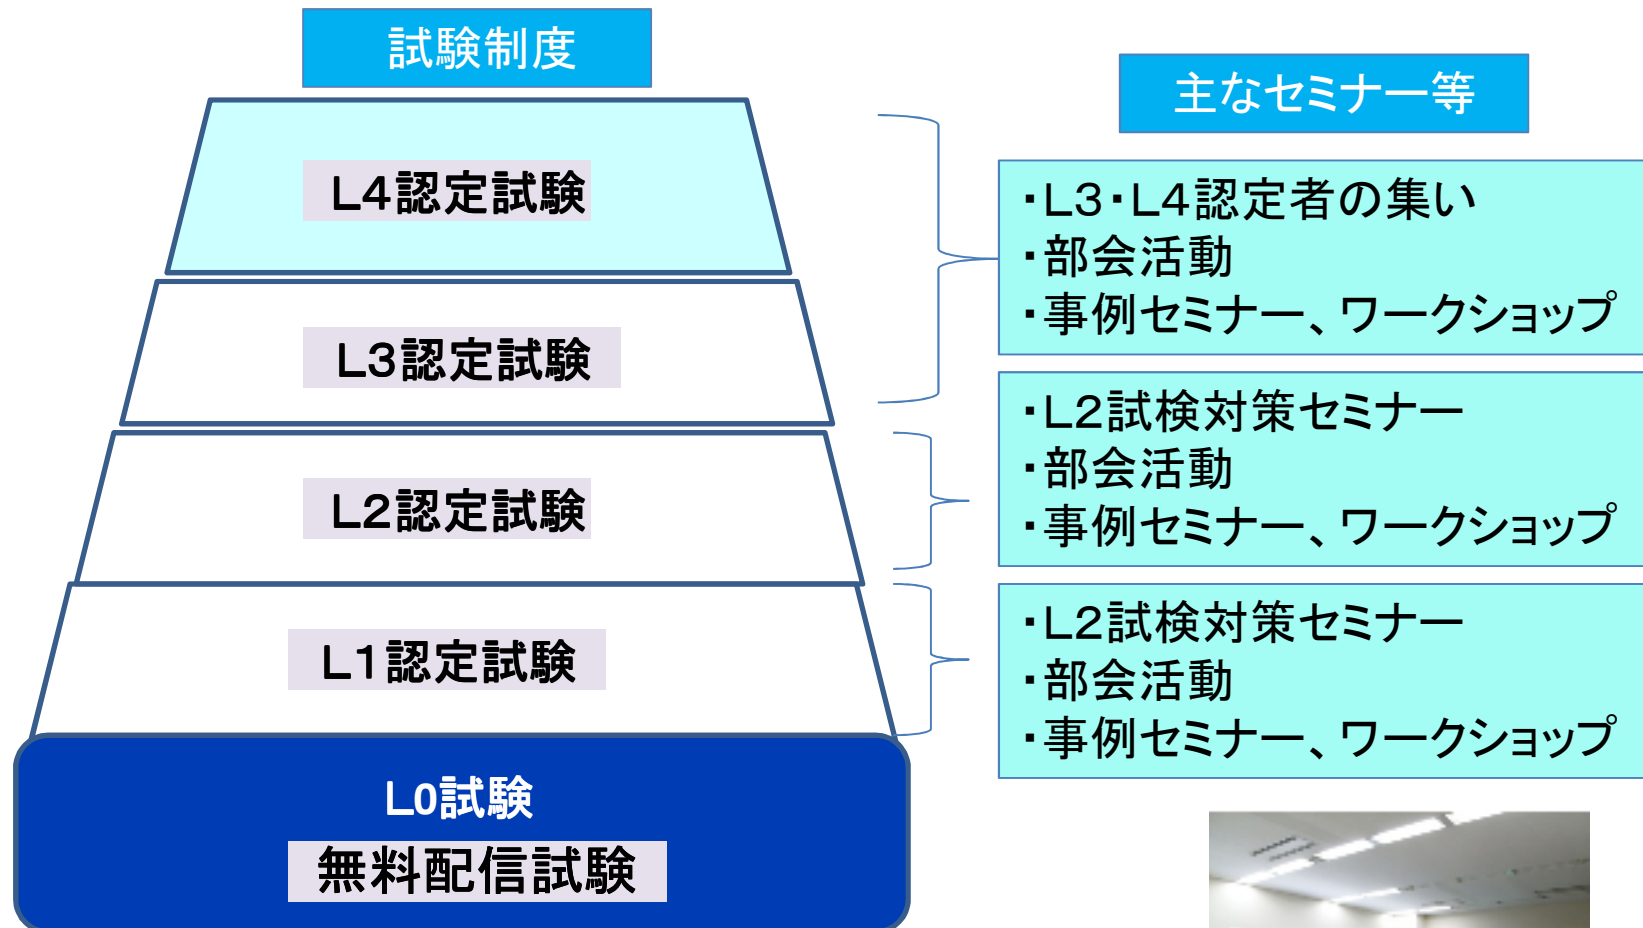 試験制度
L4認定試験
L3認定試験
L2認定試験
L1認定試験
L0試験
無料配信試験
主なセミナー等
・L3・L4認定者の集い
・部会活動
・事例セミナー、ワークショップ
・L2試検対策セミナー
・部会活動
・事例セミナー、ワークショップ
・L2試検対策セミナー
・部会活動
・事例セミナー、ワークショップ